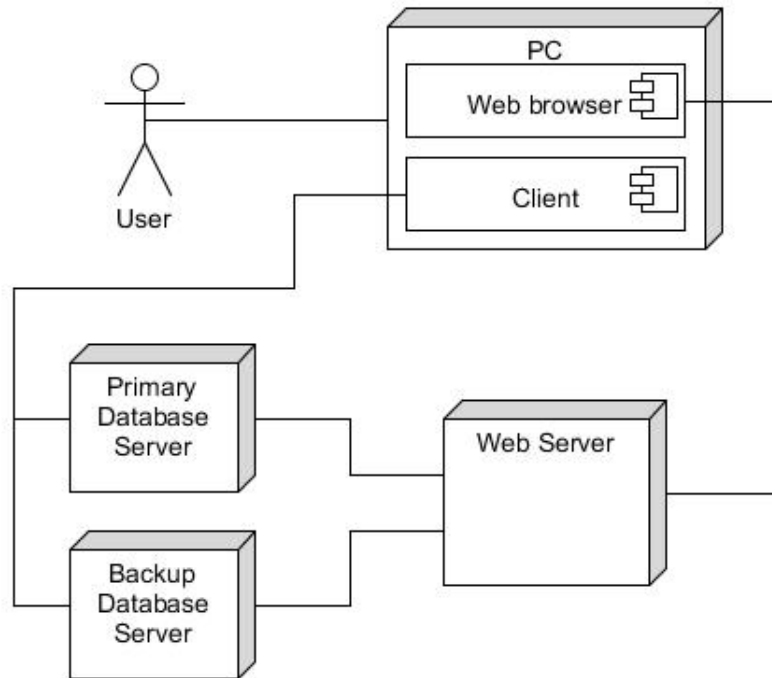 PC
Web browser
Client
User
Primary
Database
Server
Web Server
Backup
Database
Server